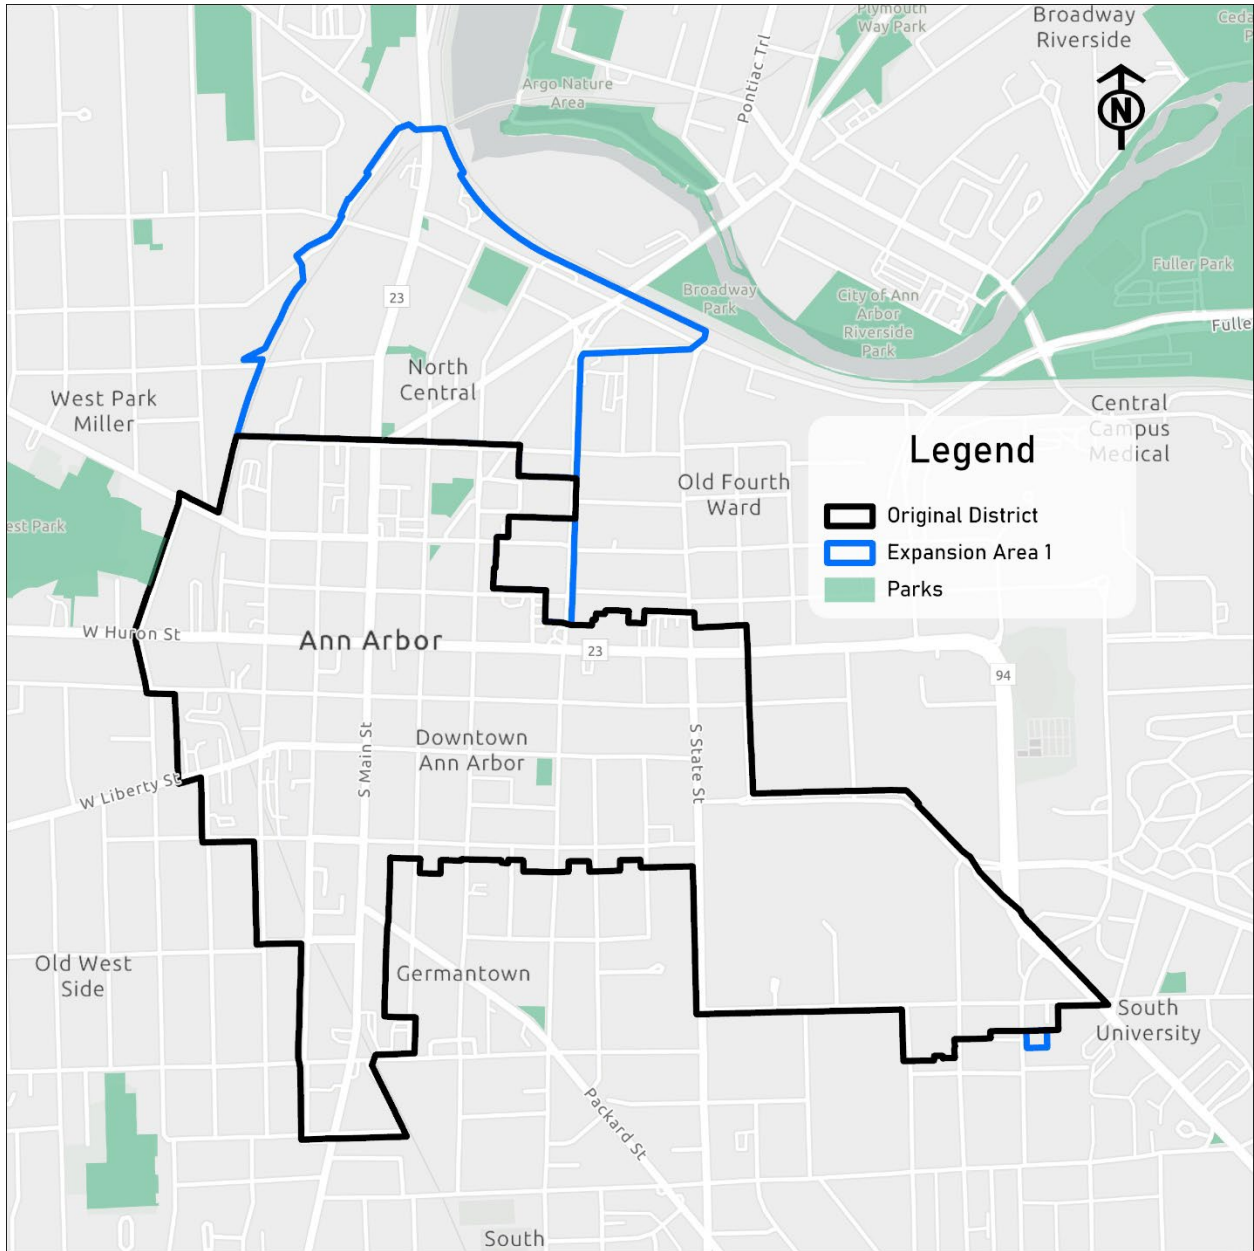 Plymouth
Way Park
Broadway
Riverside
N
Argo Nature
Area
Pontiac Trl
Fuller Park
Broadway
Park
City of Ann
Arbor
Riverside
Park
23
North
Central
West Park
Miller
Central
Campus
Medical
Legend
Original District
Expansion Area 1
Parks
Old Fourth
Ward
W Huron St
Ann Arbor
23
94
S Main St
Downtown
Ann Arbor
S State St
W Liberty St
Old West
Side
Germantown
South
University
Packard St
South